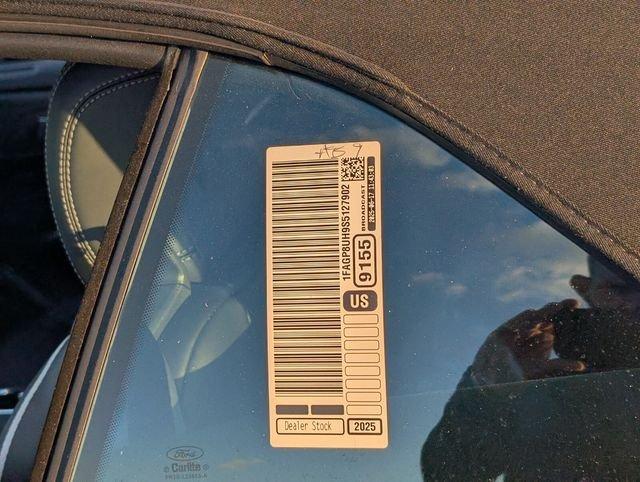 1FAGP8UH9S5127902
BROADCAST
9155
US
Dealer Stock
2025
Ford
Carlite